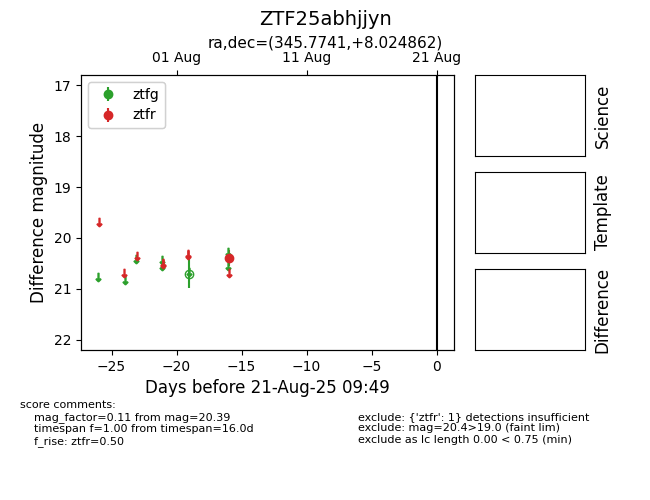 ZTF25abhjjyn
ra,dec=(345.7741,+8.024862)
01 Aug
11 Aug
21 Aug
ztfg
ztfr
17
18
19
20
21
22
Difference magnitude
−25
−20
−15
−10
−5
0
Days before 21-Aug-25 09:49
Science
Template
Difference
score comments:
mag_factor=0.11 from mag=20.39
timespan f=1.00 from timespan=16.0d
f_rise: ztfr=0.50
exclude: {'ztfr': 1} detections insufficient
exclude: mag=20.4>19.0 (faint lim)
exclude as lc length 0.00 < 0.75 (min)